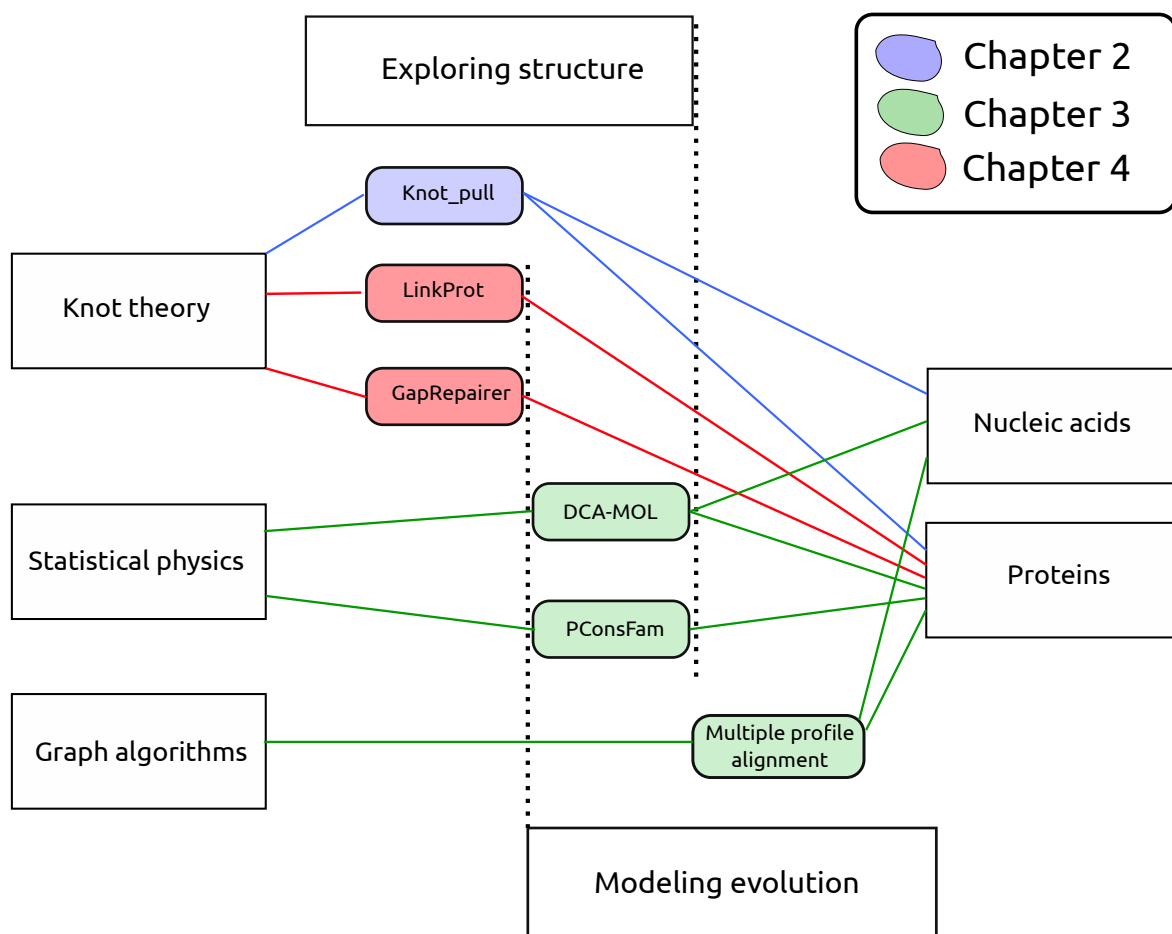 Exploring structure
Chapter 2
Chapter 3
Chapter 4
Knot_pull
Knot theory
LinkProt
GapRepairer
Nucleic acids
Statistical physics
DCA-MOL
Proteins
PConsFam
Graph algorithms
Multiple profile
alignment
Modeling evolution